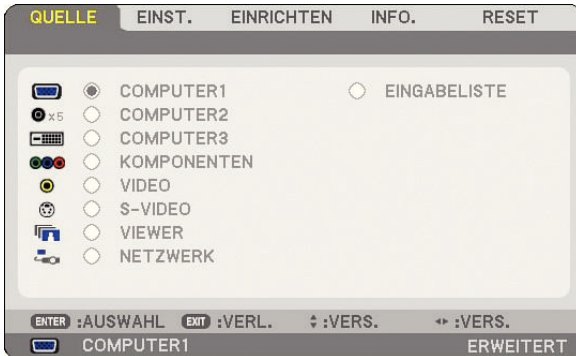 QUELLE EINST. EINRICHTEN INFO. RESET
COMPUTER1 EINGABELISTE
x5 COMPUTER2
COMPUTER3
KOMPONENTEN
VIDEO
S-VIDEO
VIEWER
NETZWERK
ENTER :AUSWAHL EXIT :VERL. :VERS. :VERS.
COMPUTER1 ERWEITERT